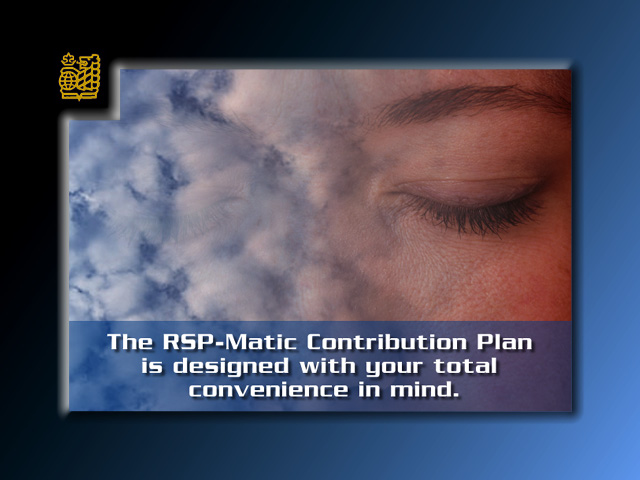 The RSP-Matic Contribution Plan
is designed with your total
convenience in mind.